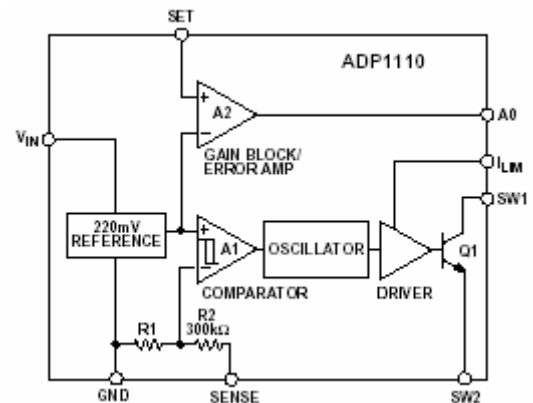 SET
ADP1110
A2
A0
VIN
GAIN BLOCK/
ERROR AMP
ILIM
SW1
220mV
REFERENCE
A1
OSCILLATOR
Q1
COMPARATOR
DRIVER
R1
R2
300kΩ
GND
SENSE
SW2